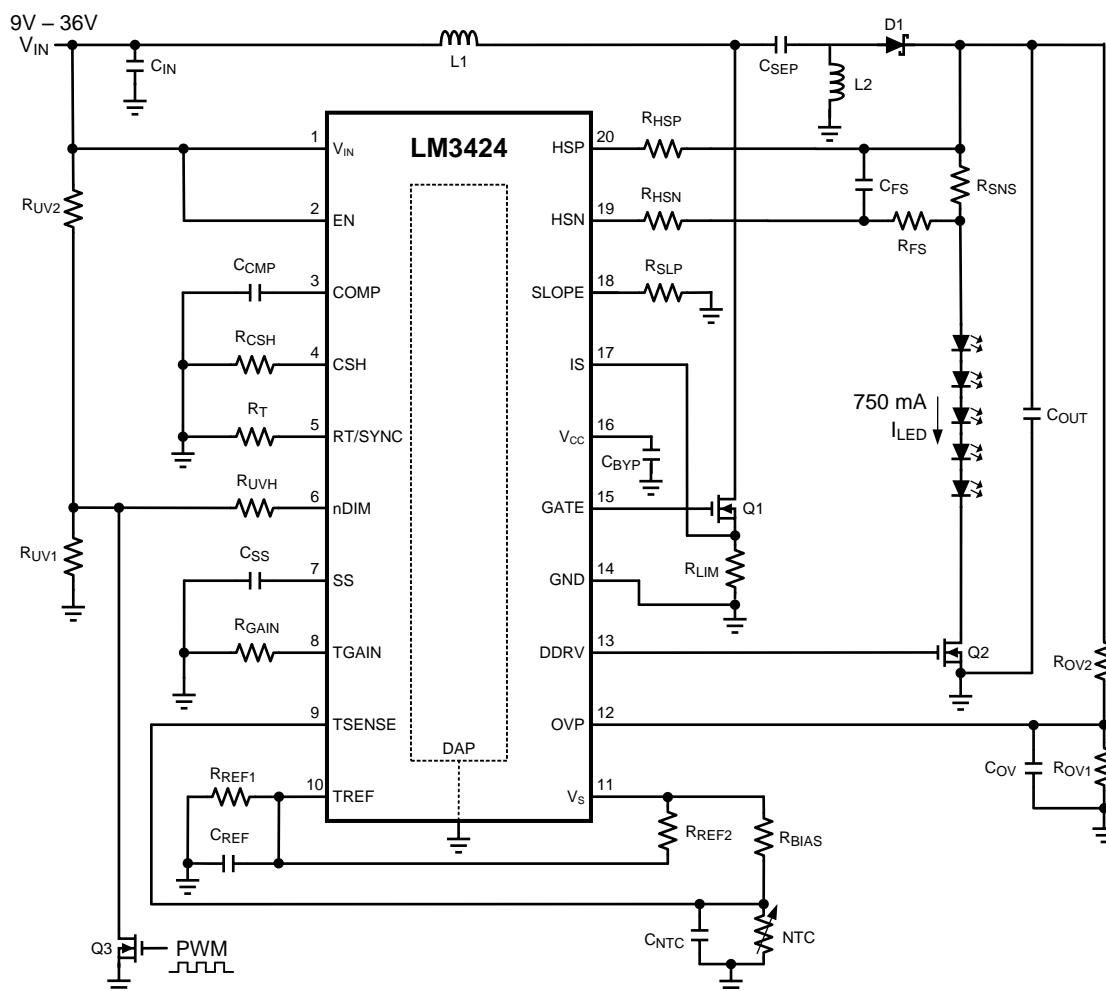 9V – 36V
VIN
CIN
L1
CSEP
D1
L2
LM3424
1
VIN
20
HSP
RHSP
CFS
RSNS
RUV2
2
EN
19
HSN
RHSN
RFS
CCMP
3
COMP
18
SLOPE
RSLP
RCSH
4
CSH
17
IS
RT
5
RT/SYNC
16
VCC
CBYP
750 mA
ILED
COUT
RUVH
6
nDIM
15
GATE
Q1
RUV1
CSS
7
SS
14
GND
RLIM
RGAIN
8
TGAIN
13
DDRV
Q2
ROV2
9
TSENSE
12
OVP
DAP
COV
ROV1
RREF1
10
TREF
11
VS
CREF
RREF2
RBIAS
CNTC
NTC
Q3
PWM